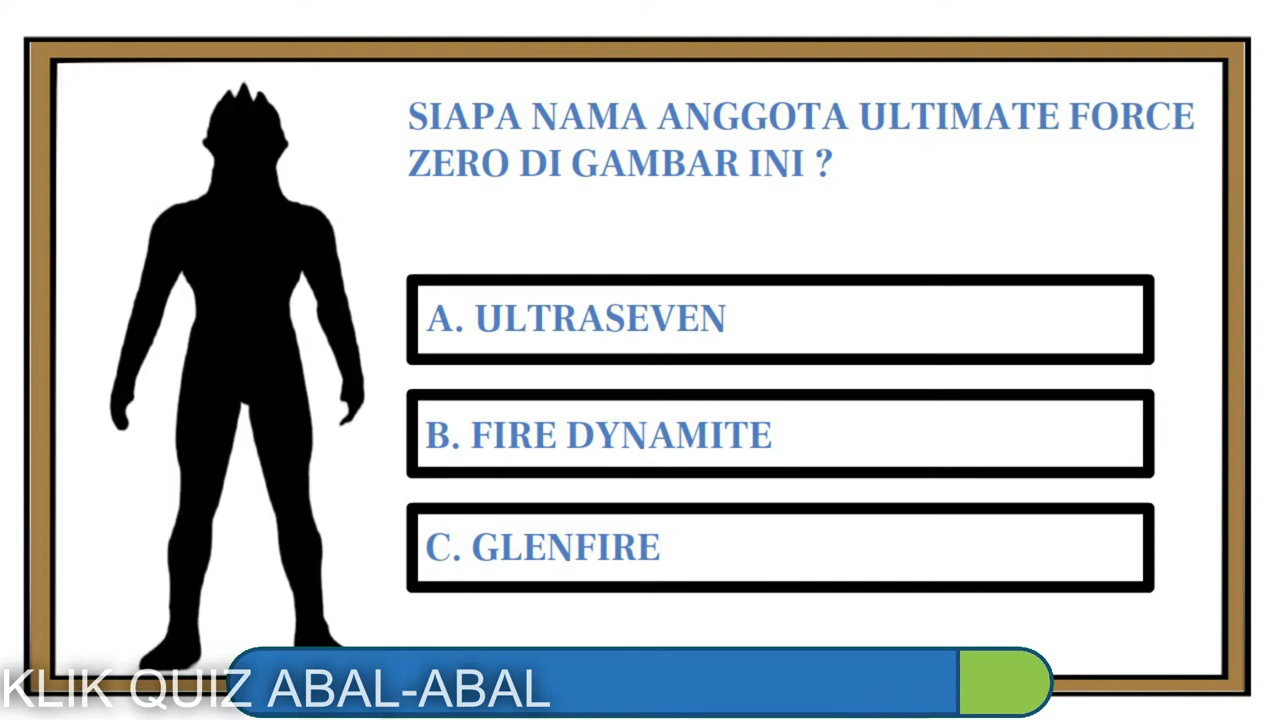 SIAPA NAMA ANGGOTA ULTIMATE FORCE
ZERO DI GAMBAR INI ?
A. ULTRASEVEN
B. FIRE DYNAMITE
C. GLENFIRE
KLIK QUIZ ABAL-ABAL